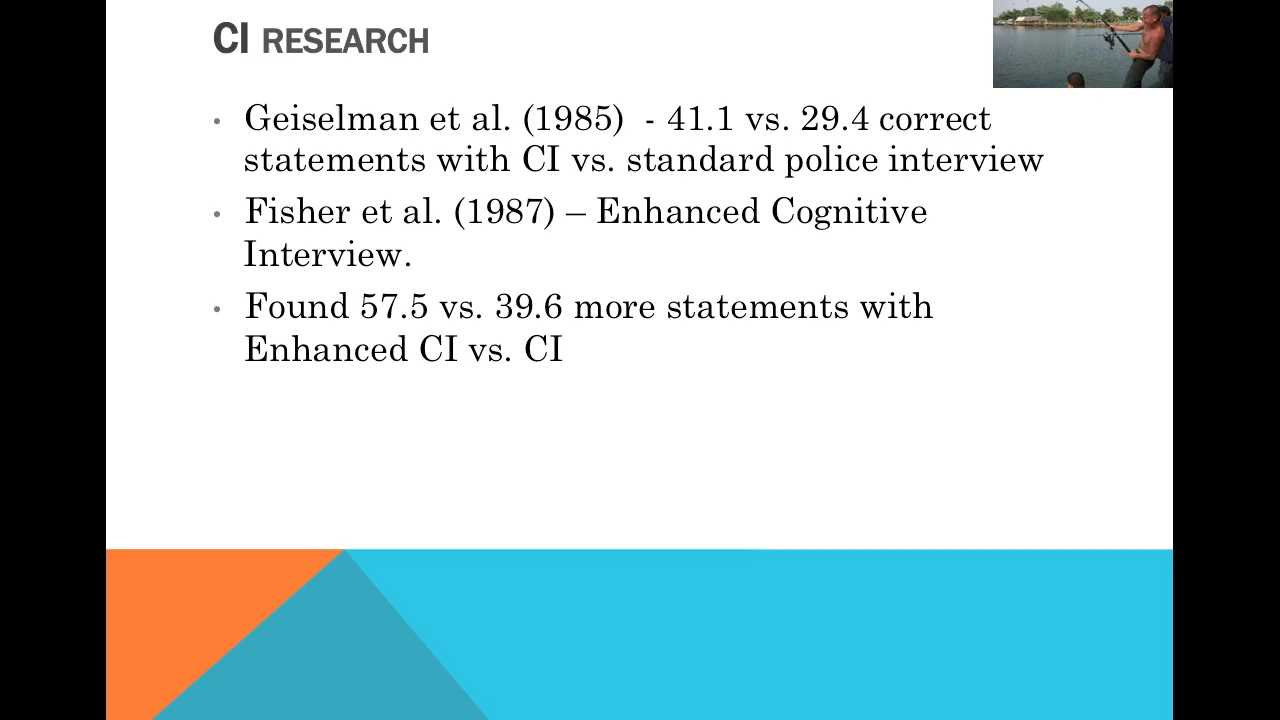 CI RESEARCH
• Geiselman et al. (1985)  - 41.1 vs. 29.4 correct
statements with CI vs. standard police interview
• Fisher et al. (1987) – Enhanced Cognitive
Interview.
• Found 57.5 vs. 39.6 more statements with
Enhanced CI vs. CI